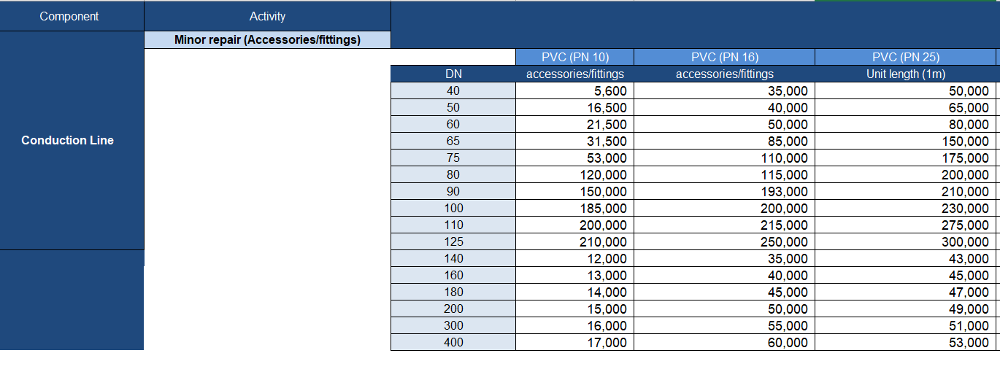 Component Activity
Minor repair (Accessories/fittings)
PVC (PN 10) PVC (PN 16) PVC (PN 25)
DN accessories/fittings accessories/fittings Unit length (1m)
40 5,600 35,000 50,000
50 16,500 40,000 65,000
60 21,500 50,000 80,000
Conduction Line 65 31,500 85,000 150,000
75 53,000 110,000 175,000
80 120,000 115,000 200,000
90 150,000 193,000 210,000
100 185,000 200,000 230,000
110 200,000 215,000 275,000
125 210,000 250,000 300,000
140 12,000 35,000 43,000
160 13,000 40,000 45,000
180 14,000 45,000 47,000
200 15,000 50,000 49,000
300 16,000 55,000 51,000
400 17,000 60,000 53,000